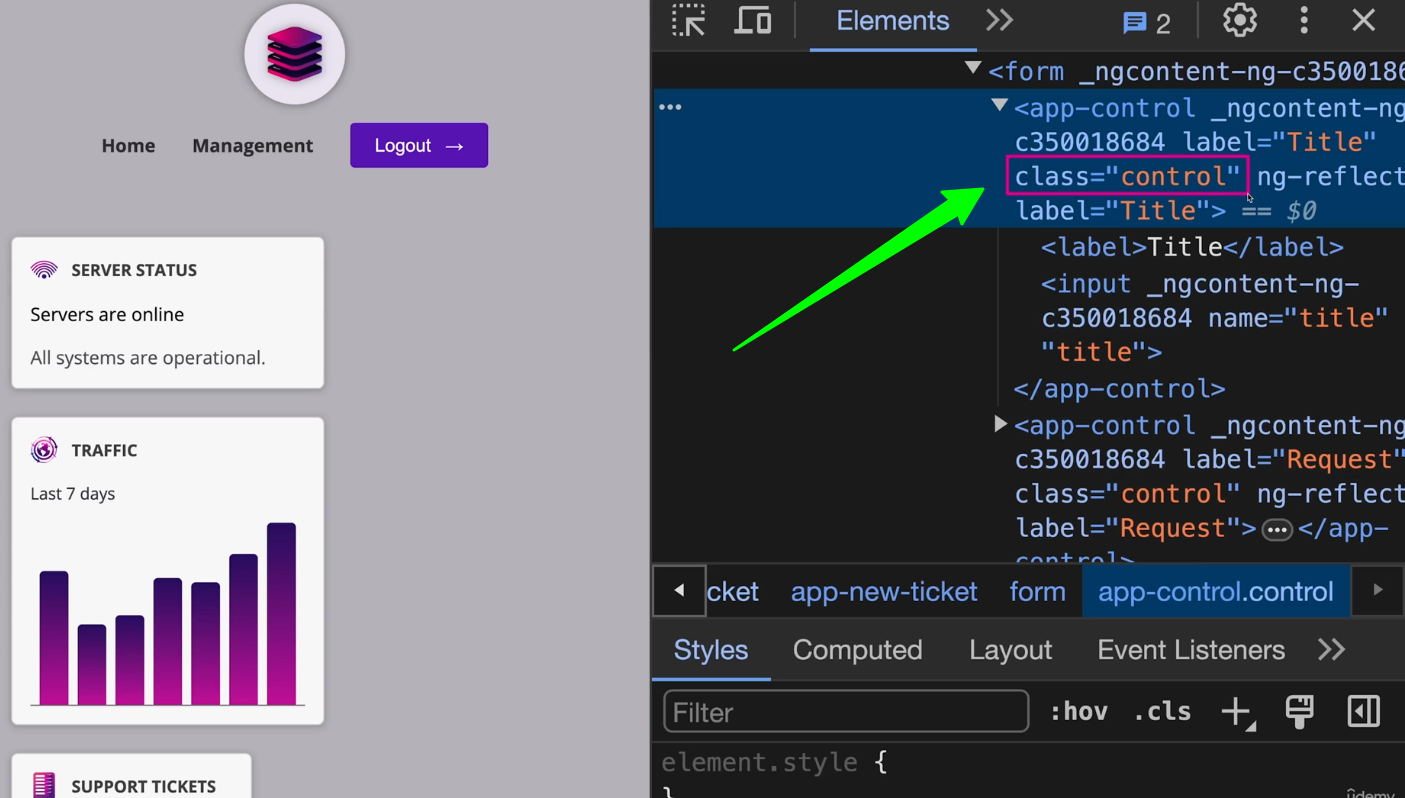 Home Management Logout →
SERVER STATUS
Servers are online
All systems are operational.
TRAFFIC
Last 7 days
SUPPORT TICKETS
Elements
2
<form _ngcontent-ng-c3500186
<app-control _ngcontent-ng
c350018684 label="Title"
class="control" ng-reflect
label="Title"> == $0
<label>Title</label>
<input _ngcontent-ng-
c350018684 name="title"
"title">
</app-control>
<app-control _ngcontent-ng
c350018684 label="Request"
class="control" ng-reflect
label="Request">…</app-
control>
cket app-new-ticket form app-control.control
Styles Computed Layout Event Listeners
Filter :hov .cls
element.style {
}
ûdemy